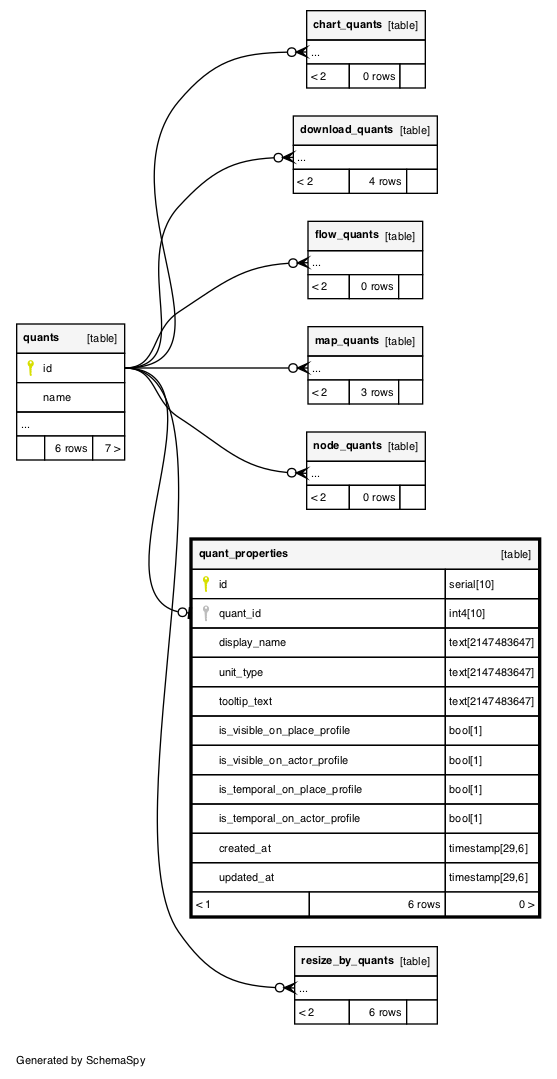 chart_quants [table]
...
< 2 0 rows
download_quants [table]
...
< 2 4 rows
flow_quants [table]
...
< 2 0 rows
quants [table]
id
name
...
6 rows 7 >
map_quants [table]
...
< 2 3 rows
node_quants [table]
...
< 2 0 rows
quant_properties [table]
id serial[10]
quant_id int4[10]
display_name text[2147483647]
unit_type text[2147483647]
tooltip_text text[2147483647]
is_visible_on_place_profile bool[1]
is_visible_on_actor_profile bool[1]
is_temporal_on_place_profile bool[1]
is_temporal_on_actor_profile bool[1]
created_at timestamp[29,6]
updated_at timestamp[29,6]
< 1 6 rows 0 >
resize_by_quants [table]
...
< 2 6 rows
Generated by SchemaSpy